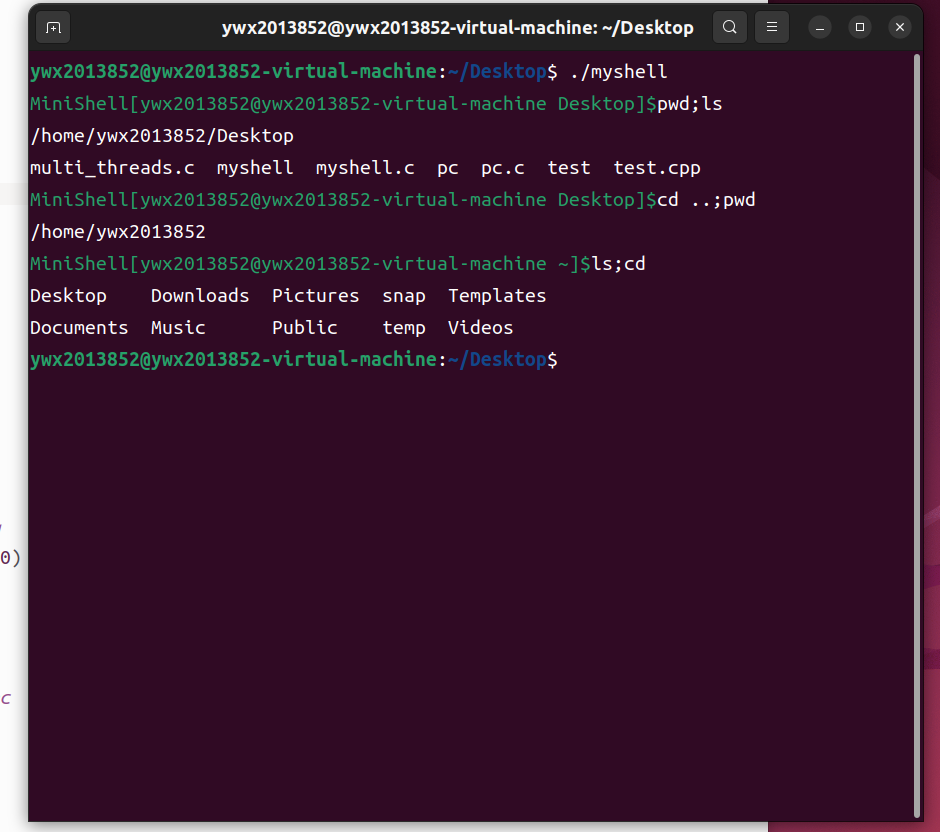 ywx2013852@ywx2013852-virtual-machine: ~/Desktop
ywx2013852@ywx2013852-virtual-machine:~/Desktop$ ./myshell
MiniShell[ywx2013852@ywx2013852-virtual-machine Desktop]$pwd;ls
/home/ywx2013852/Desktop
multi_threads.c  myshell  myshell.c  pc  pc.c  test  test.cpp
MiniShell[ywx2013852@ywx2013852-virtual-machine Desktop]$cd ..;pwd
/home/ywx2013852
MiniShell[ywx2013852@ywx2013852-virtual-machine ~]$ls;cd
Desktop    Downloads  Pictures  snap  Templates
Documents  Music      Public    temp  Videos
ywx2013852@ywx2013852-virtual-machine:~/Desktop$
0)
c